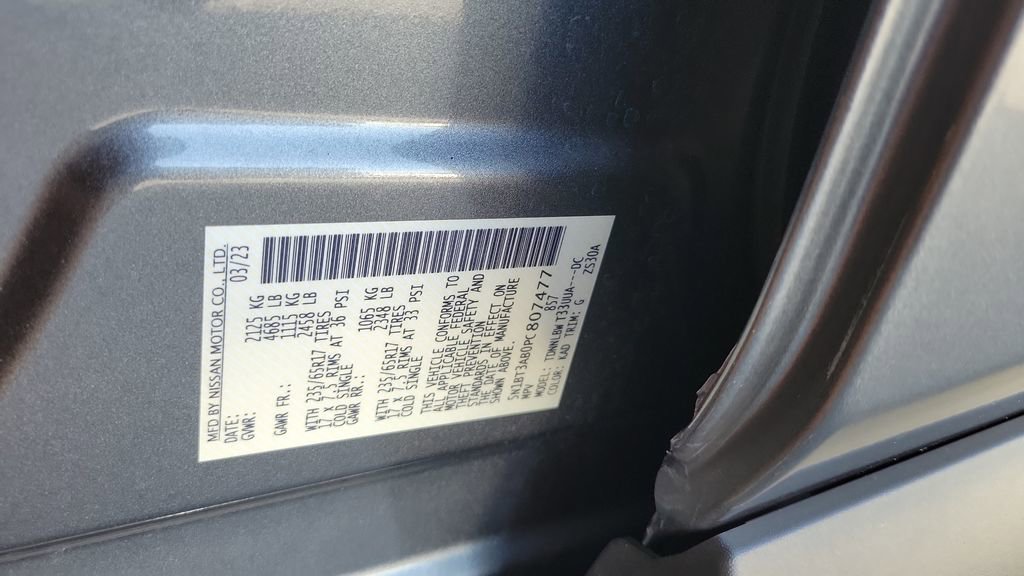 MFD BY NISSAN MOTOR CO., LTD.
DATE: 03/23
GVWR: 2125 KG
4685 LB
GAWR FR.: 1115 KG
2458 LB
WITH 235/65R17 TIRES
17 X 7.5 RIMS AT 36 PSI
COLD SINGLE
GAWR RR.: 1065 KG
2348 LB
WITH 235/65R17 TIRES
17 X 7.5 RIMS AT 33 PSI
COLD SINGLE
THIS VEHICLE CONFORMS TO
ALL APPLICABLE FEDERAL
MOTOR VEHICLE SAFETY AND
THEFT PREVENTION
STANDARDS IN EFFECT ON
THE DATE OF MANUFACTURE
SHOWN ABOVE.
5N1BT3AB0PC807477
MPV 857
MODEL: DC
COLOR: KAD TRIM: G ZS30A